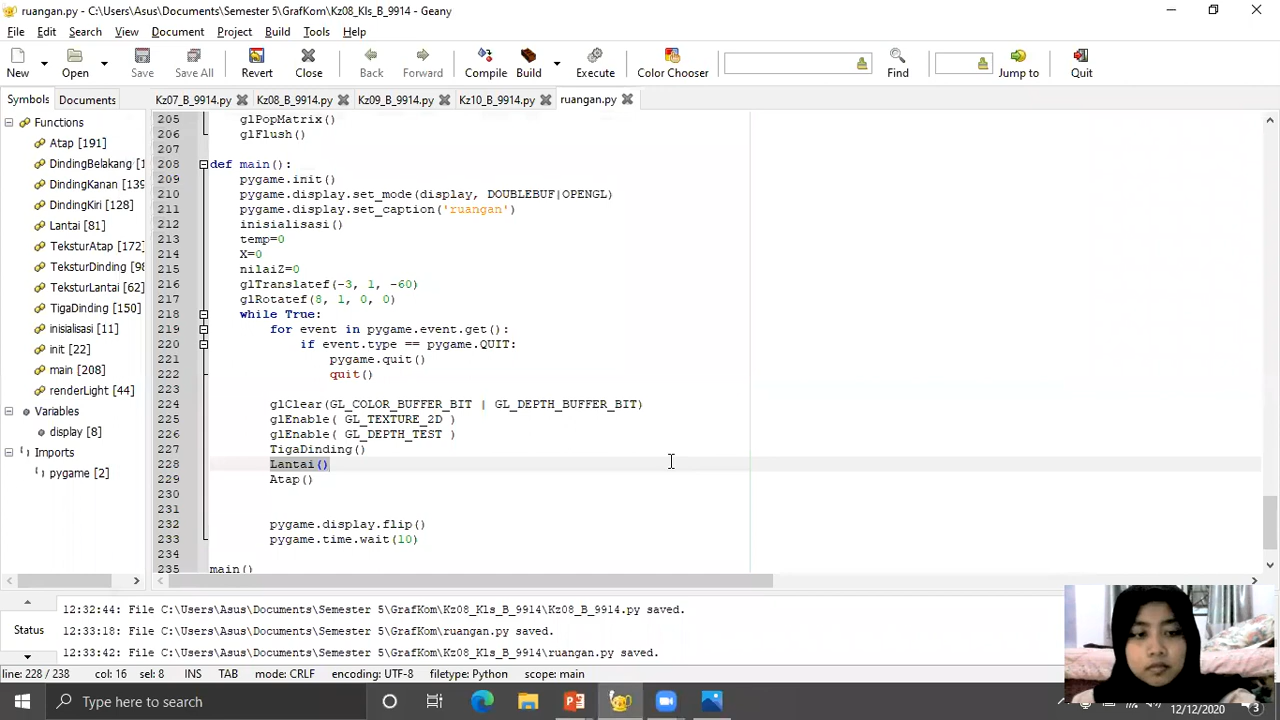 ruangan.py - C:\Users\Asus\Documents\Semester 5\GrafKom\Kz08_Kls_B_9914 - Geany
File Edit Search View Document Project Build Tools Help
New Open Save Save All Revert Close Back Forward Compile Build Execute Color Chooser Find Jump to Quit
Symbols Documents
Kz07_B_9914.py Kz08_B_9914.py Kz09_B_9914.py Kz10_B_9914.py ruangan.py
Functions
Atap [191]
DindingBelakang [1
DindingKanan [139
DindingKiri [128]
Lantai [81]
TeksturAtap [172]
TeksturDinding [98
TeksturLantai [62]
TigaDinding [150]
inisialisasi [11]
init [22]
main [208]
renderLight [44]
Variables
display [8]
Imports
pygame [2]
205 glPopMatrix()
206 glFlush()
207
208 def main():
209 pygame.init()
210 pygame.display.set_mode(display, DOUBLEBUF|OPENGL)
211 pygame.display.set_caption('ruangan')
212 inisialisasi()
213 temp=0
214 X=0
215 nilaiZ=0
216 glTranslatef(-3, 1, -60)
217 glRotatef(8, 1, 0, 0)
218 while True:
219 for event in pygame.event.get():
220 if event.type == pygame.QUIT:
221 pygame.quit()
222 quit()
223
224 glClear(GL_COLOR_BUFFER_BIT | GL_DEPTH_BUFFER_BIT)
225 glEnable( GL_TEXTURE_2D )
226 glEnable( GL_DEPTH_TEST )
227 TigaDinding()
228 Lantai()
229 Atap()
230
231
232 pygame.display.flip()
233 pygame.time.wait(10)
234
235 main()
Status
12:32:44: File C:\Users\Asus\Documents\Semester 5\GrafKom\Kz08_Kls_B_9914\Kz08_B_9914.py saved.
12:33:18: File C:\Users\Asus\Documents\Semester 5\GrafKom\ruangan.py saved.
12:33:42: File C:\Users\Asus\Documents\Semester 5\GrafKom\Kz08_Kls_B_9914\ruangan.py saved.
line: 228 / 238 col: 16 sel: 8 INS TAB mode: CRLF encoding: UTF-8 filetype: Python scope: main
Type here to search
12/12/2020
3